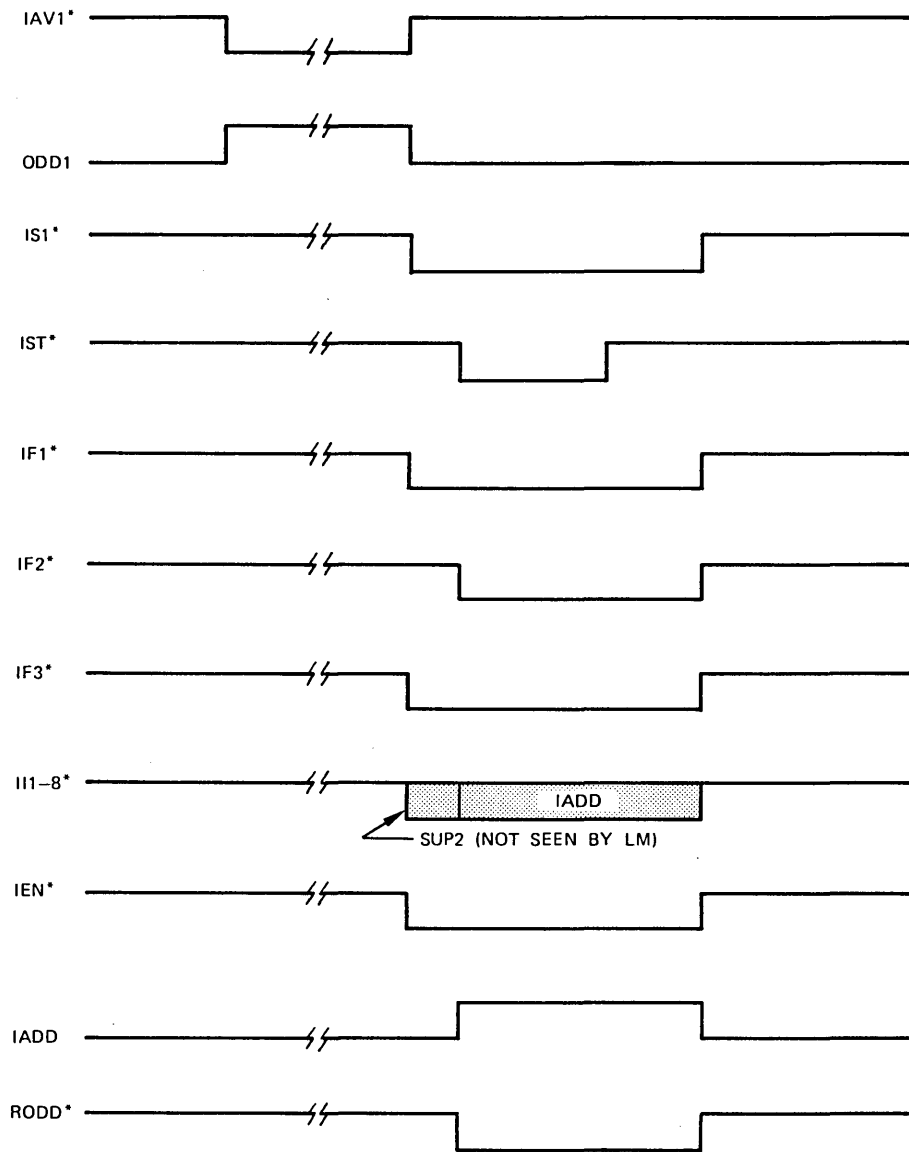 IAV1*
ODD1
IS1*
IST*
IF1*
IF2*
IF3*
II1–8*
IADD
SUP2 (NOT SEEN BY LM)
IEN*
IADD
RODD*